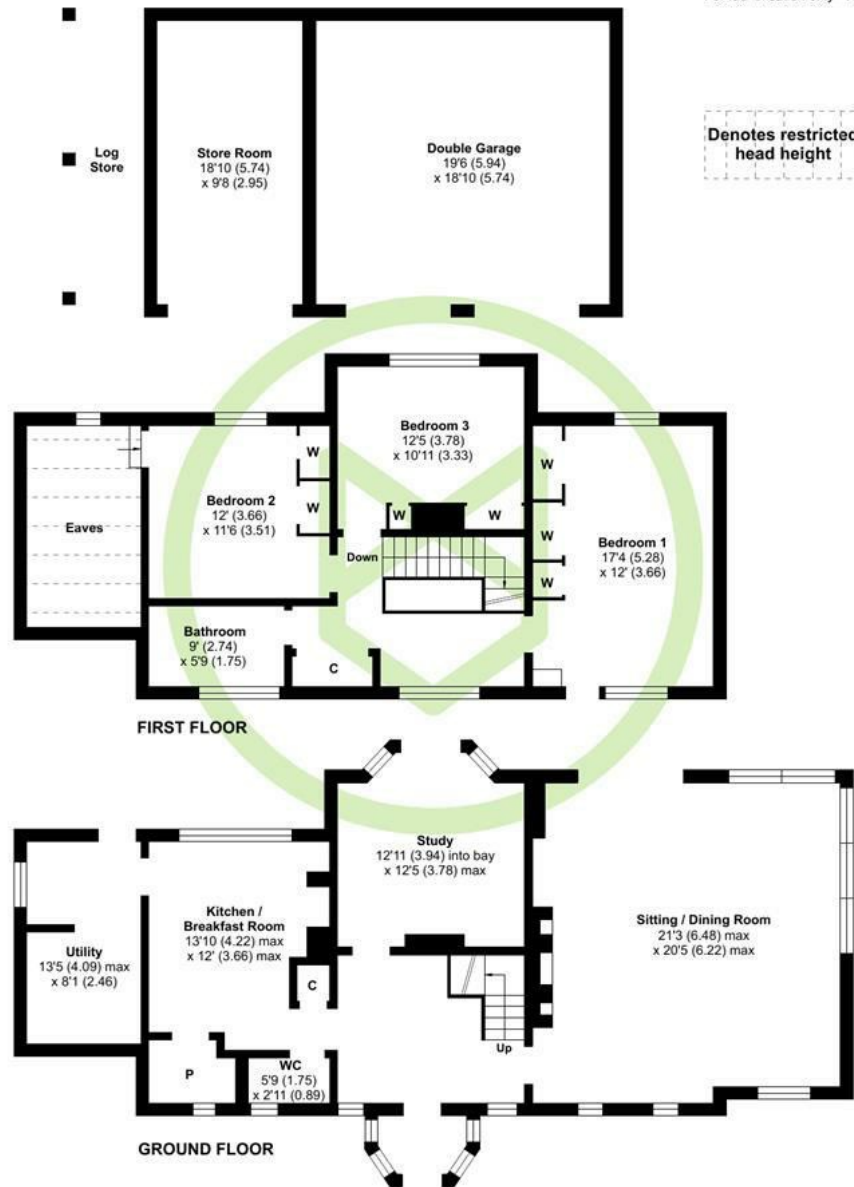 Log
Store
Store Room
18'10 (5.74)
x 9'8 (2.95)
Double Garage
19'6 (5.94)
x 18'10 (5.74)
Denotes restricted
head height
Bedroom 3
12'5 (3.78)
x 10'11 (3.33)
W
W
W
W
Bedroom 2
12' (3.66)
x 11'6 (3.51)
Eaves
Down
W
W
W
Bedroom 1
17'4 (5.28)
x 12' (3.66)
Bathroom
9' (2.74)
x 5'9 (1.75)
C
FIRST FLOOR
Study
12'11 (3.94) into bay
x 12'5 (3.78) max
Kitchen /
Breakfast Room
13'10 (4.22) max
x 12' (3.66) max
Utility
13'5 (4.09) max
x 8'1 (2.46)
Sitting / Dining Room
21'3 (6.48) max
x 20'5 (6.22) max
C
Up
P
WC
5'9 (1.75)
x 2'11 (0.89)
GROUND FLOOR